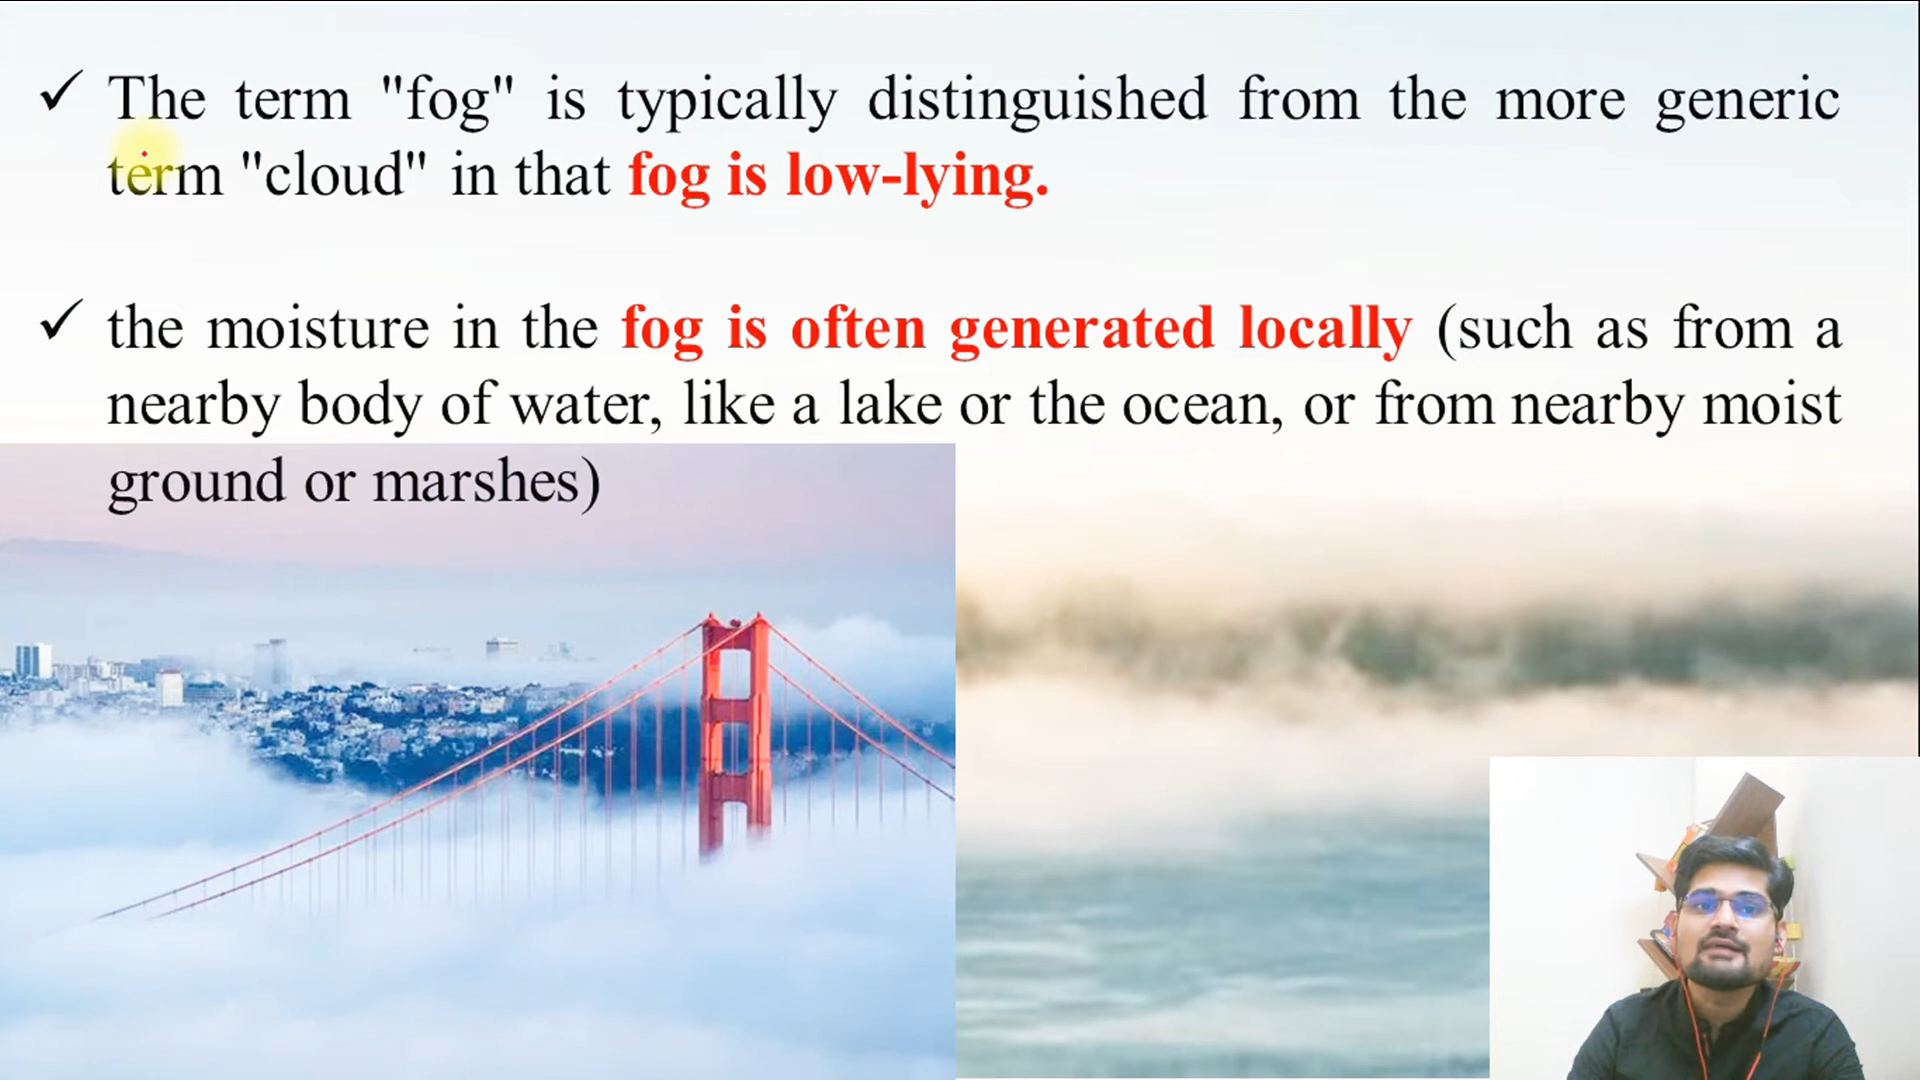 ✓ The term "fog" is typically distinguished from the more generic
term "cloud" in that fog is low-lying.
✓ the moisture in the fog is often generated locally (such as from a
nearby body of water, like a lake or the ocean, or from nearby moist
ground or marshes)